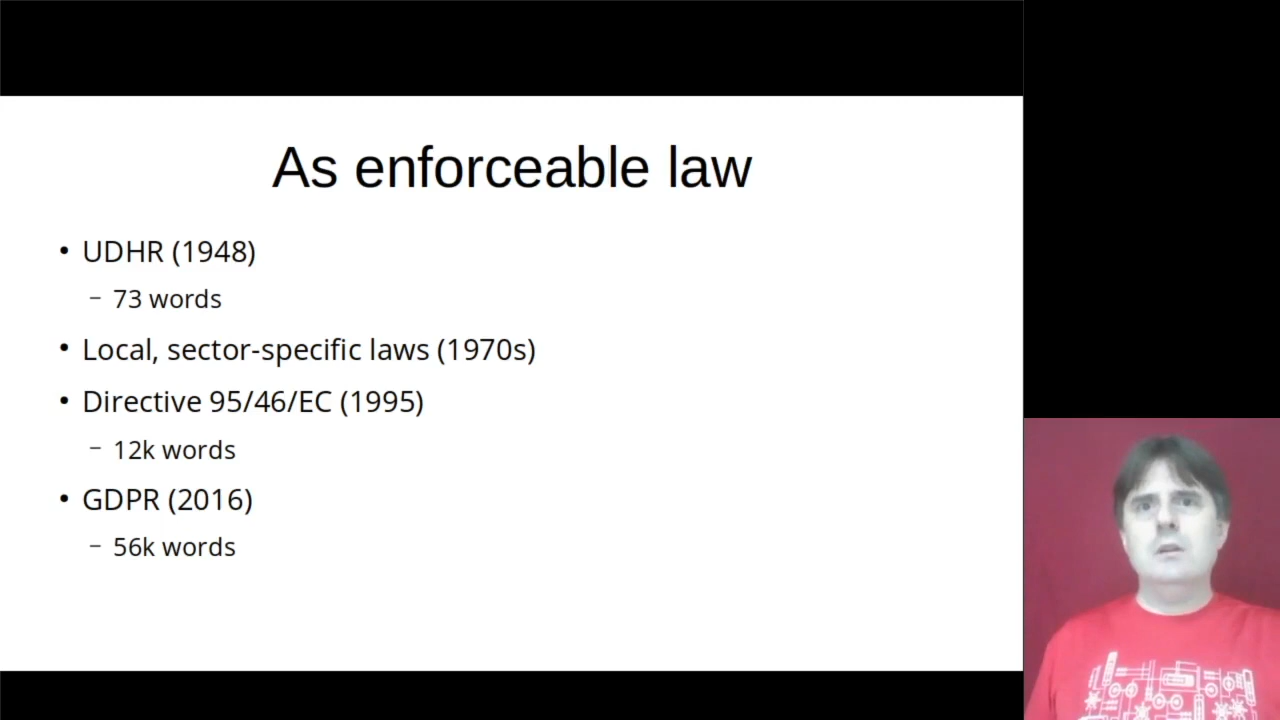 As enforceable law
• UDHR (1948)
– 73 words
• Local, sector-specific laws (1970s)
• Directive 95/46/EC (1995)
– 12k words
• GDPR (2016)
– 56k words